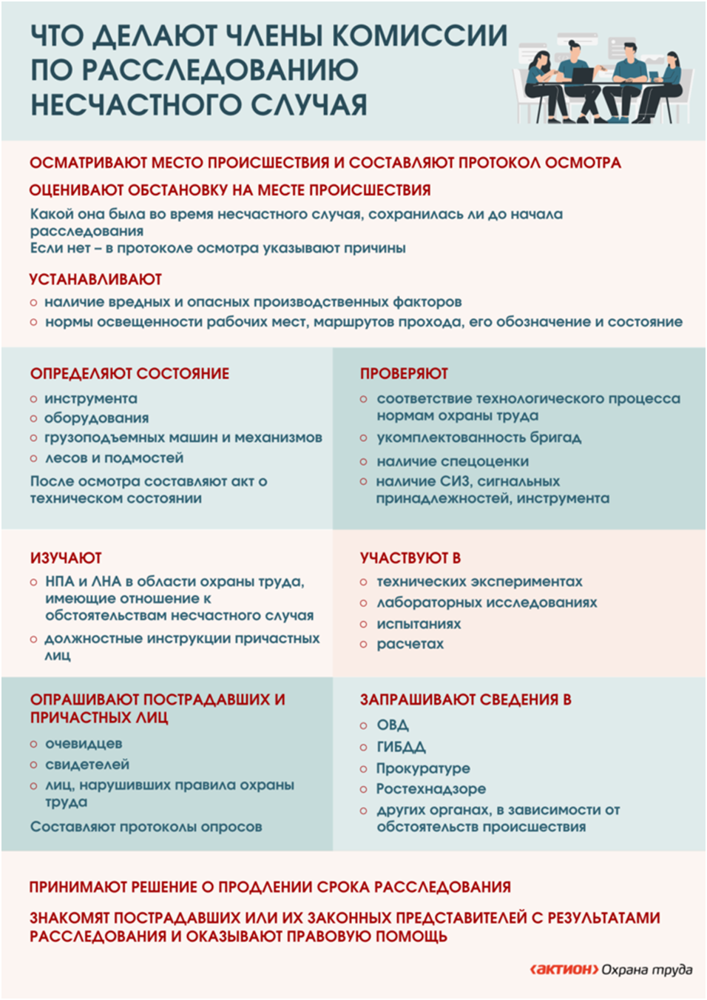 ЧТО ДЕЛАЮТ ЧЛЕНЫ КОМИССИИ
ПО РАССЛЕДОВАНИЮ
НЕСЧАСТНОГО СЛУЧАЯ
ОСМАТРИВАЮТ МЕСТО ПРОИСШЕСТВИЯ И СОСТАВЛЯЮТ ПРОТОКОЛ ОСМОТРА
ОЦЕНИВАЮТ ОБСТАНОВКУ НА МЕСТЕ ПРОИСШЕСТВИЯ
Какой она была во время несчастного случая, сохранилась ли до начала
расследования
Если нет – в протоколе осмотра указывают причины
УСТАНАВЛИВАЮТ
наличие вредных и опасных производственных факторов
нормы освещенности рабочих мест, маршрутов прохода, его обозначение и состояние
ОПРЕДЕЛЯЮТ СОСТОЯНИЕ
инструмента
оборудования
грузоподъемных машин и механизмов
лесов и подмостей
После осмотра составляют акт о
техническом состоянии
ПРОВЕРЯЮТ
соответствие технологического процесса
нормам охраны труда
укомплектованность бригад
наличие спецоценки
наличие СИЗ, сигнальных
принадлежностей, инструмента
ИЗУЧАЮТ
НПА и ЛНА в области охраны труда,
имеющие отношение к
обстоятельствам несчастного случая
должностные инструкции причастных
лиц
УЧАСТВУЮТ В
технических экспериментах
лабораторных исследованиях
испытаниях
расчетах
ОПРАШИВАЮТ ПОСТРАДАВШИХ И
ПРИЧАСТНЫХ ЛИЦ
очевидцев
свидетелей
лиц, нарушивших правила охраны
труда
Составляют протоколы опросов
ЗАПРАШИВАЮТ СВЕДЕНИЯ В
ОВД
ГИБДД
Прокуратуре
Ростехнадзоре
других органах, в зависимости от
обстоятельств происшествия
ПРИНИМАЮТ РЕШЕНИЕ О ПРОДЛЕНИИ СРОКА РАССЛЕДОВАНИЯ
ЗНАКОМЯТ ПОСТРАДАВШИХ ИЛИ ИХ ЗАКОННЫХ ПРЕДСТАВИТЕЛЕЙ С РЕЗУЛЬТАТАМИ
РАССЛЕДОВАНИЯ И ОКАЗЫВАЮТ ПРАВОВУЮ ПОМОЩЬ
‹актион› Охрана труда